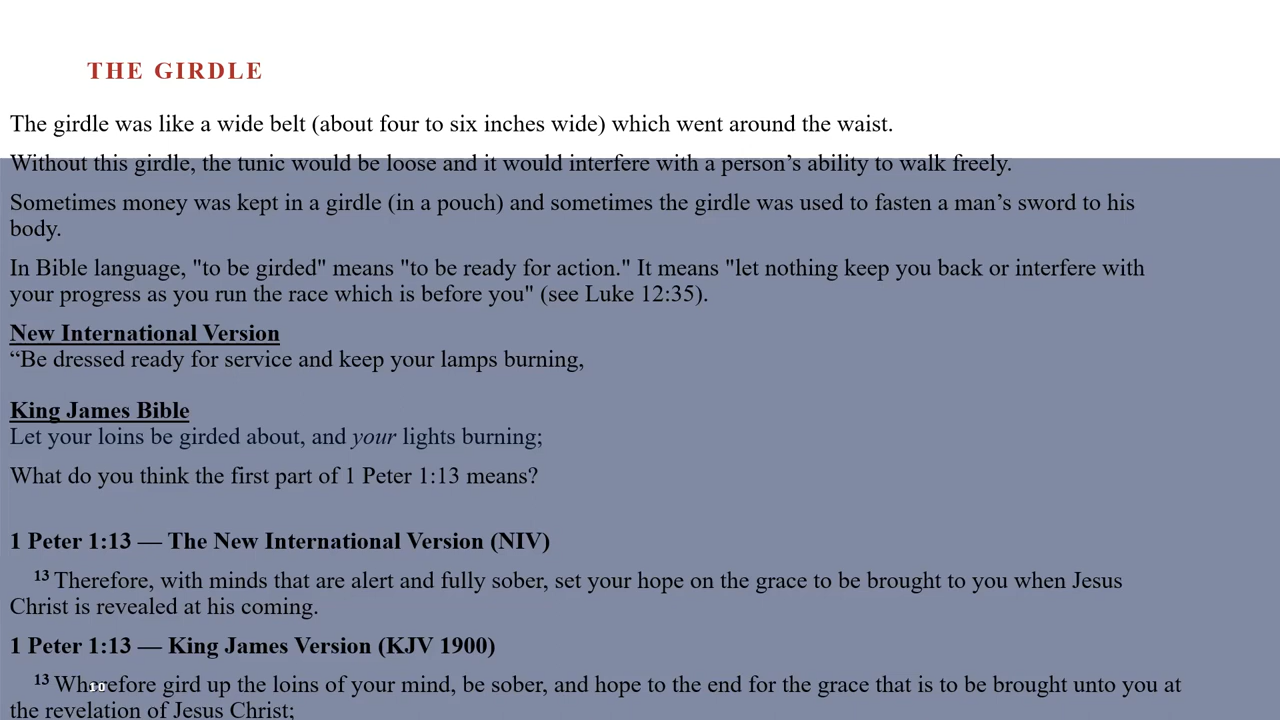 THE GIRDLE
The girdle was like a wide belt (about four to six inches wide) which went around the waist.
Without this girdle, the tunic would be loose and it would interfere with a person’s ability to walk freely.
Sometimes money was kept in a girdle (in a pouch) and sometimes the girdle was used to fasten a man’s sword to his
body.
In Bible language, "to be girded" means "to be ready for action." It means "let nothing keep you back or interfere with
your progress as you run the race which is before you" (see Luke 12:35).
New International Version
“Be dressed ready for service and keep your lamps burning,
King James Bible
Let your loins be girded about, and your lights burning;
What do you think the first part of 1 Peter 1:13 means?
1 Peter 1:13 — The New International Version (NIV)
13 Therefore, with minds that are alert and fully sober, set your hope on the grace to be brought to you when Jesus
Christ is revealed at his coming.
1 Peter 1:13 — King James Version (KJV 1900)
13 Wherefore gird up the loins of your mind, be sober, and hope to the end for the grace that is to be brought unto you at
the revelation of Jesus Christ;